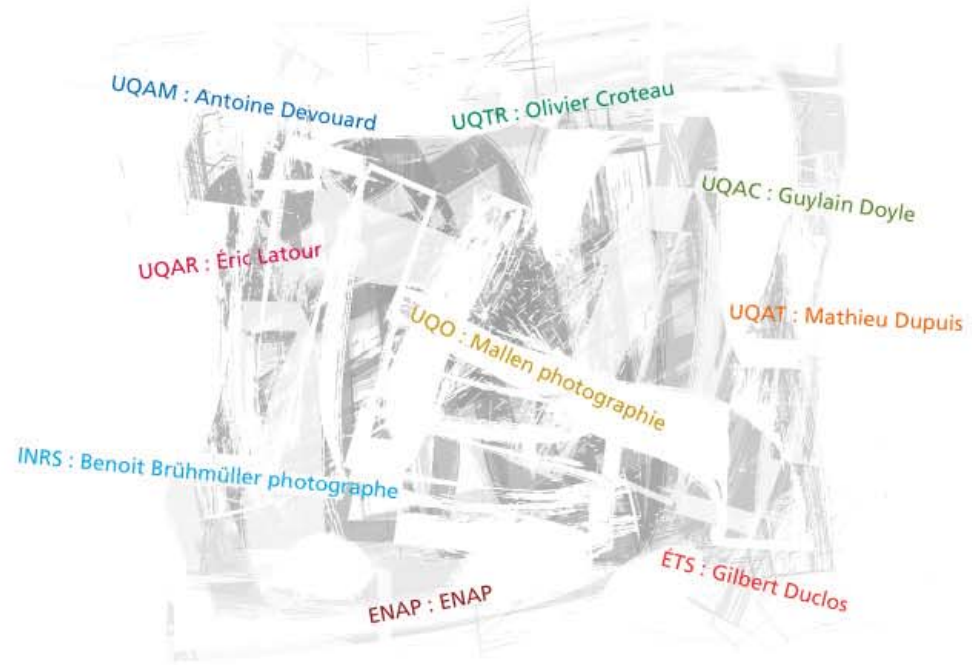 UQAM : Antoine Devouard
UQTR : Olivier Croteau
UQAC : Guylain Doyle
UQAR : Éric Latour
UQAT : Mathieu Dupuis
UQO : Mallen photographie
INRS : Benoit Brühmüller photographe
ÉTS : Gilbert Duclos
ENAP : ENAP